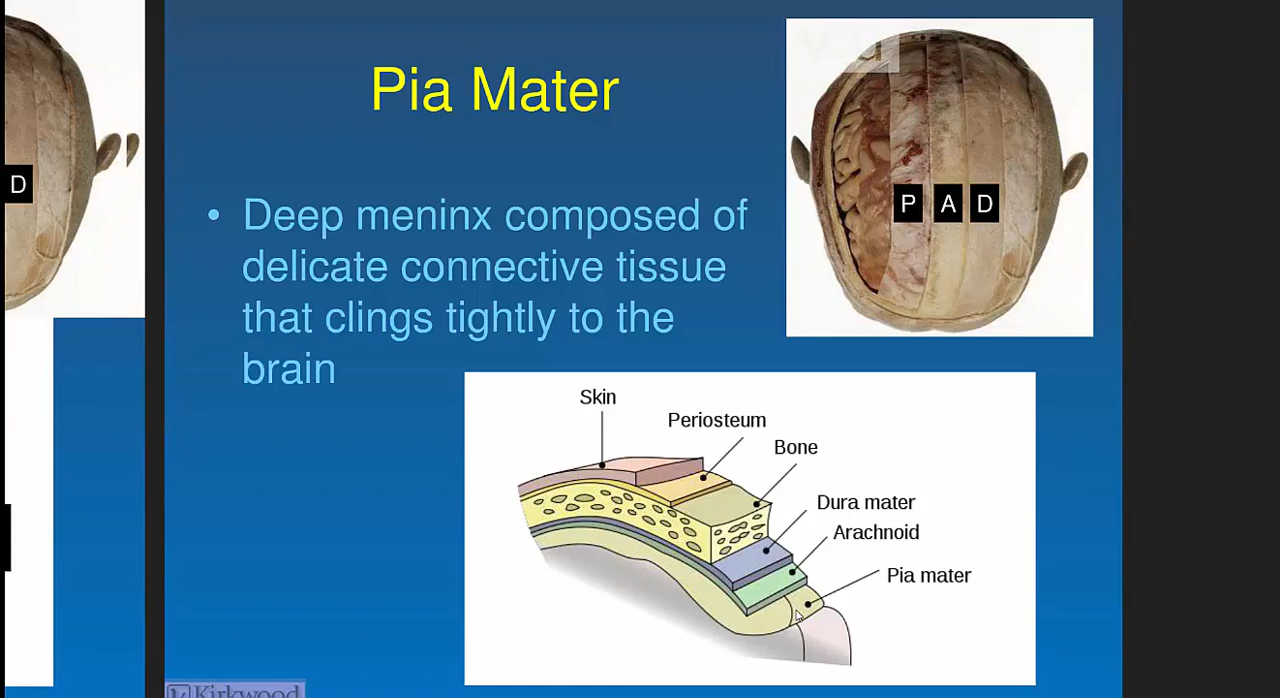 D
Pia Mater
P A D
• Deep meninx composed of
delicate connective tissue
that clings tightly to the
brain
Skin
Periosteum
Bone
Dura mater
Arachnoid
Pia mater
Kirkwood